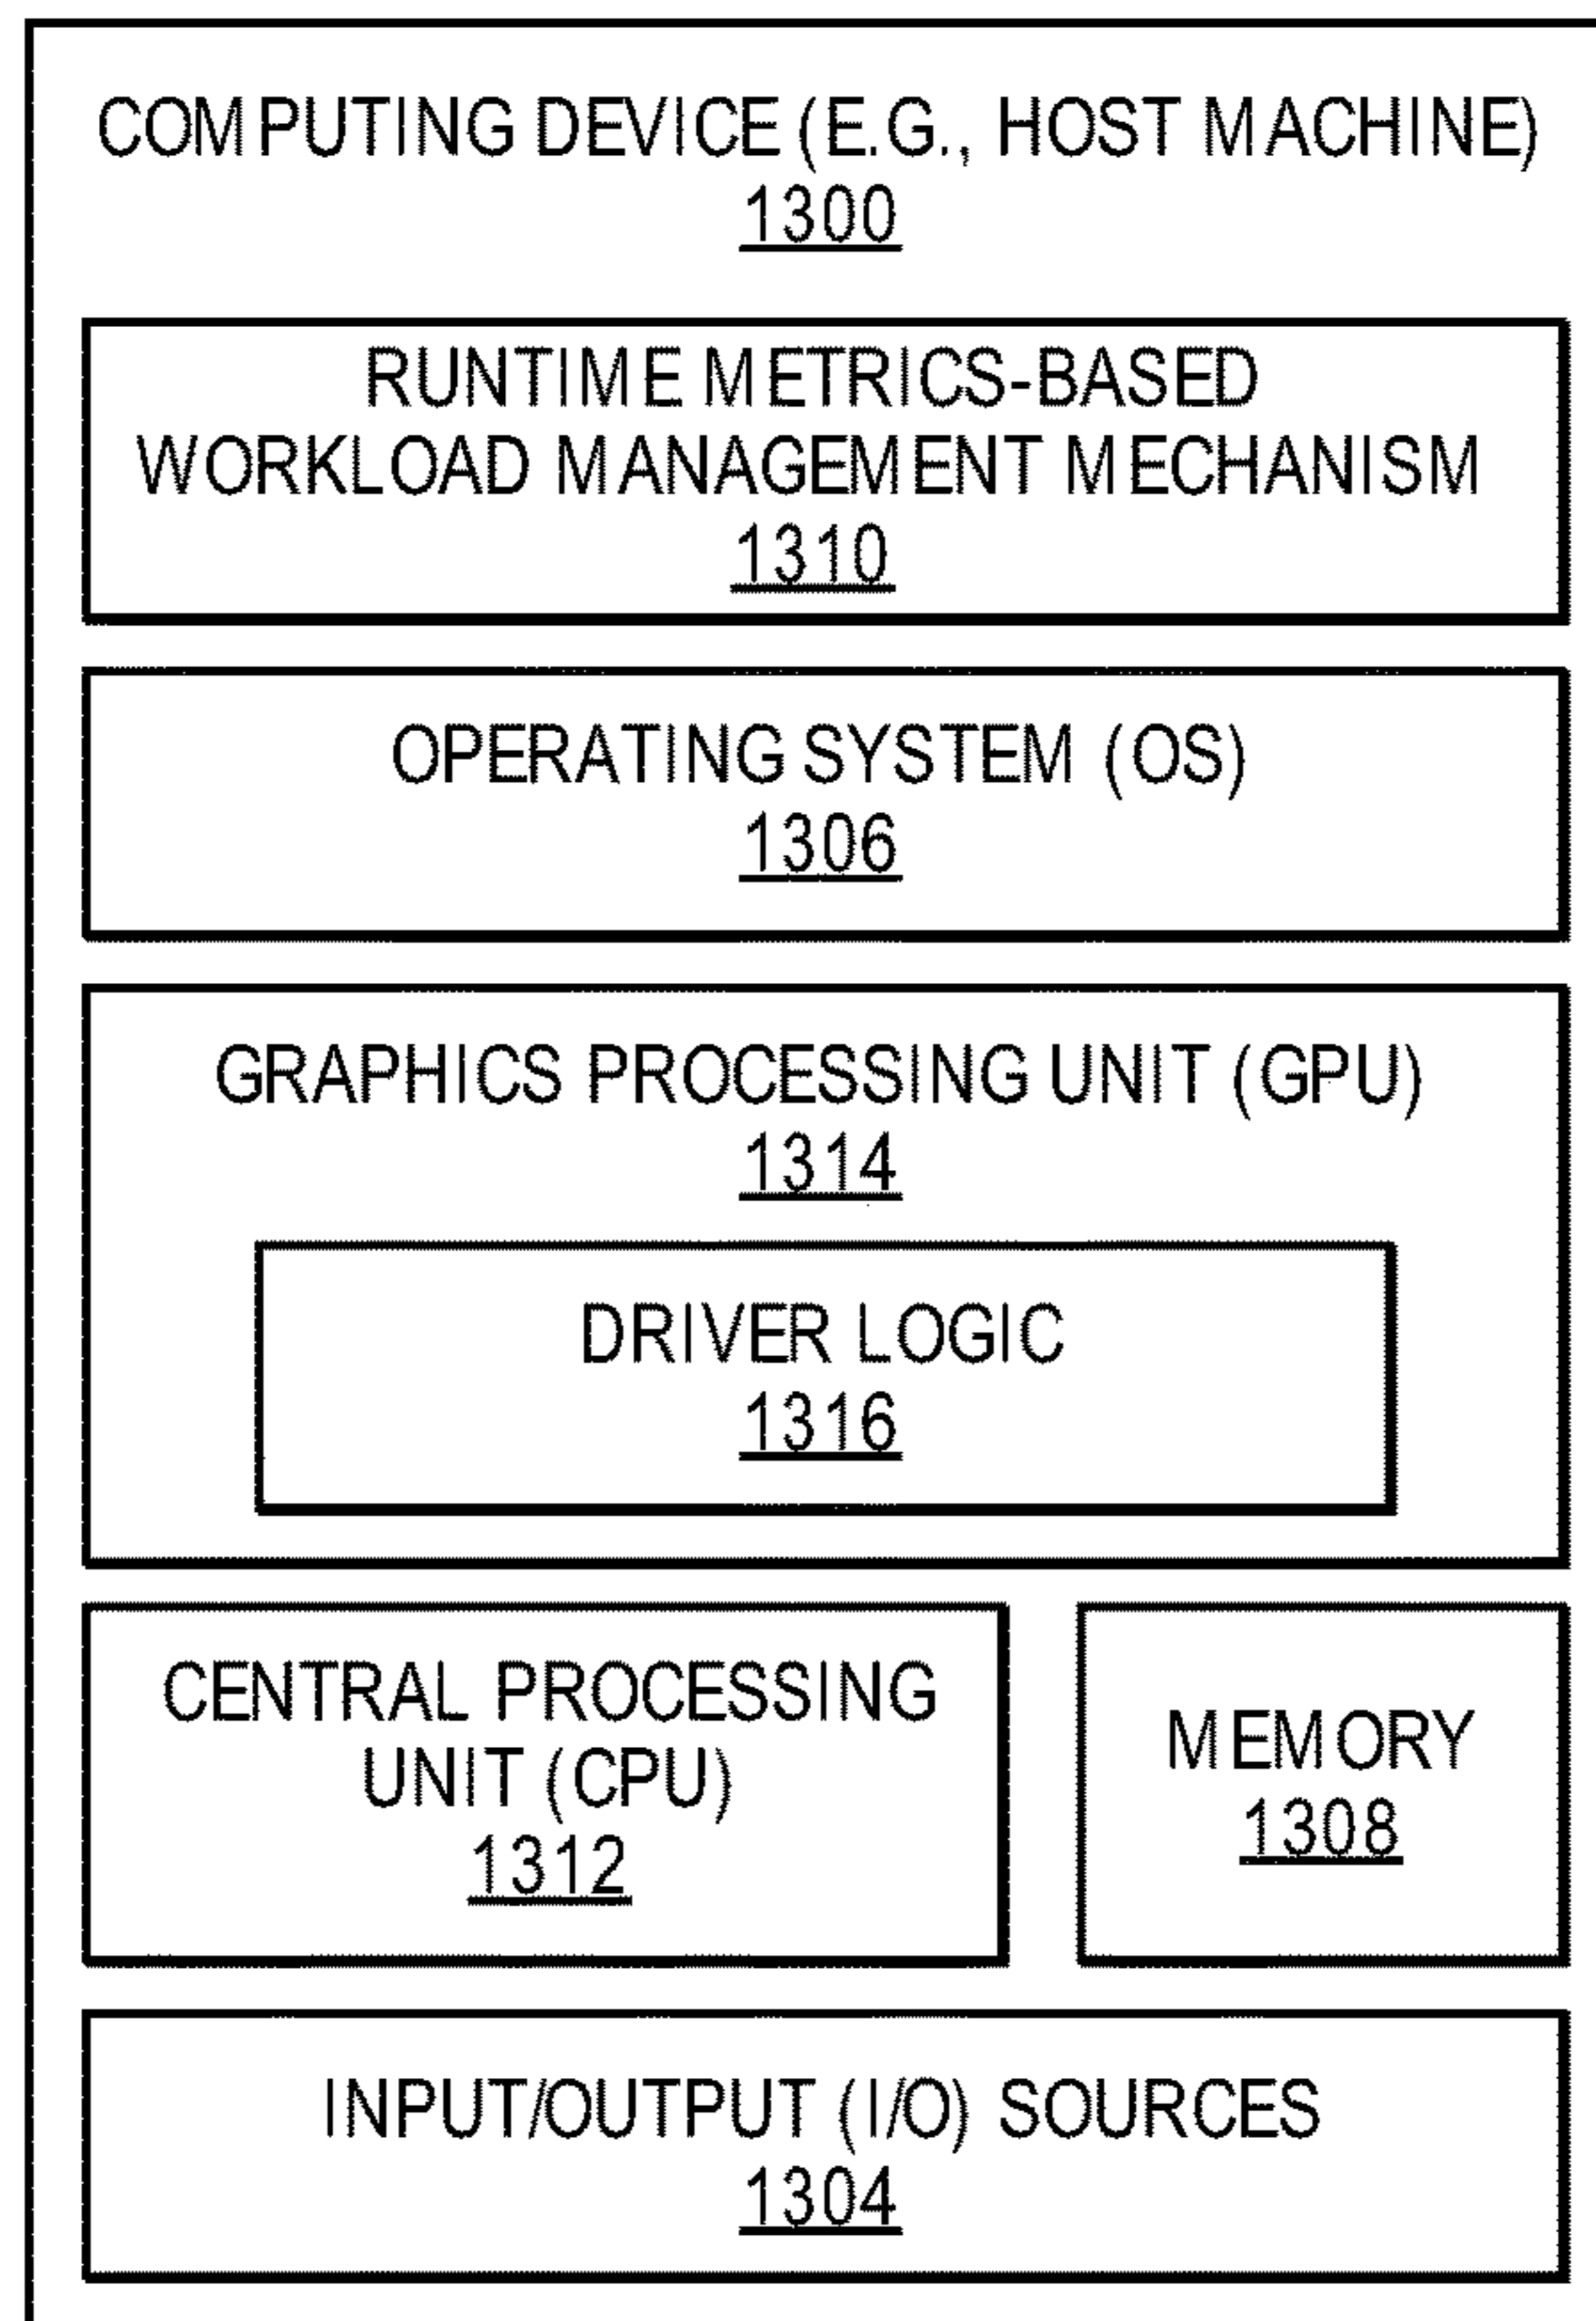 COMPUTING DEVICE (E.G., HOST MACHINE)
1300
RUNTIME METRICS-BASED
WORKLOAD MANAGEMENT MECHANISM
1310
OPERATING SYSTEM (OS)
1306
GRAPHICS PROCESSING UNIT (GPU)
1314
DRIVER LOGIC
1316
CENTRAL PROCESSING
UNIT (CPU)
1312
MEMORY
1308
INPUT/OUTPUT (I/O) SOURCES
1304